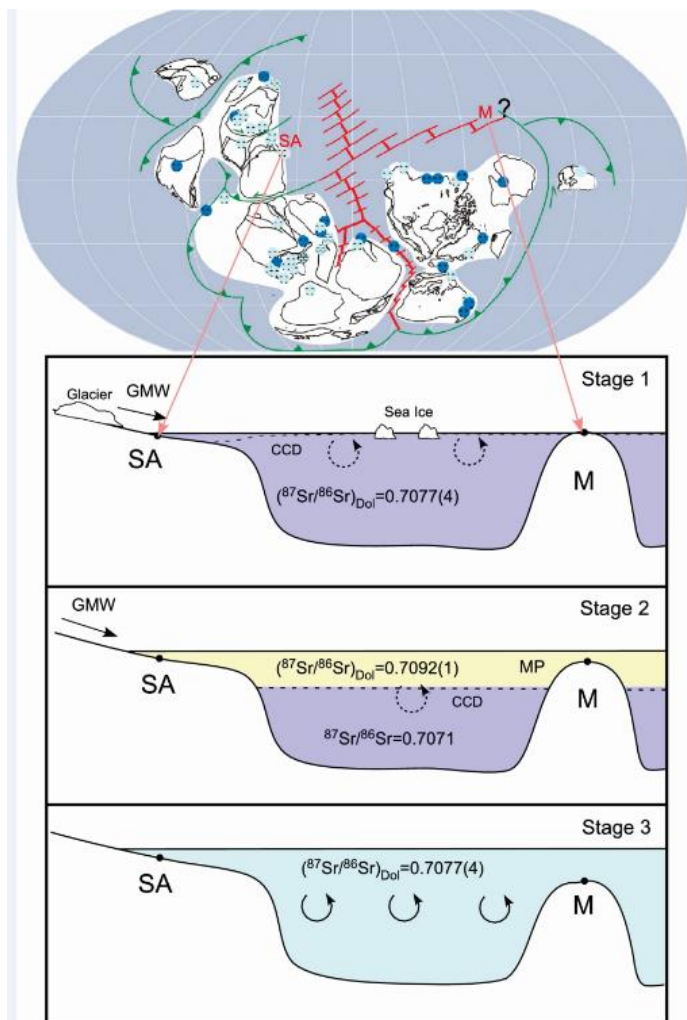 SA
M ?
Stage 1
Glacier
GMW
Sea Ice
SA
CCD
M
(⁸⁷Sr/⁸⁶Sr)Dol=0.7077(4)
Stage 2
GMW
SA
(⁸⁷Sr/⁸⁶Sr)Dol=0.7092(1)
MP
M
CCD
⁸⁷Sr/⁸⁶Sr=0.7071
Stage 3
SA
(⁸⁷Sr/⁸⁶Sr)Dol=0.7077(4)
M